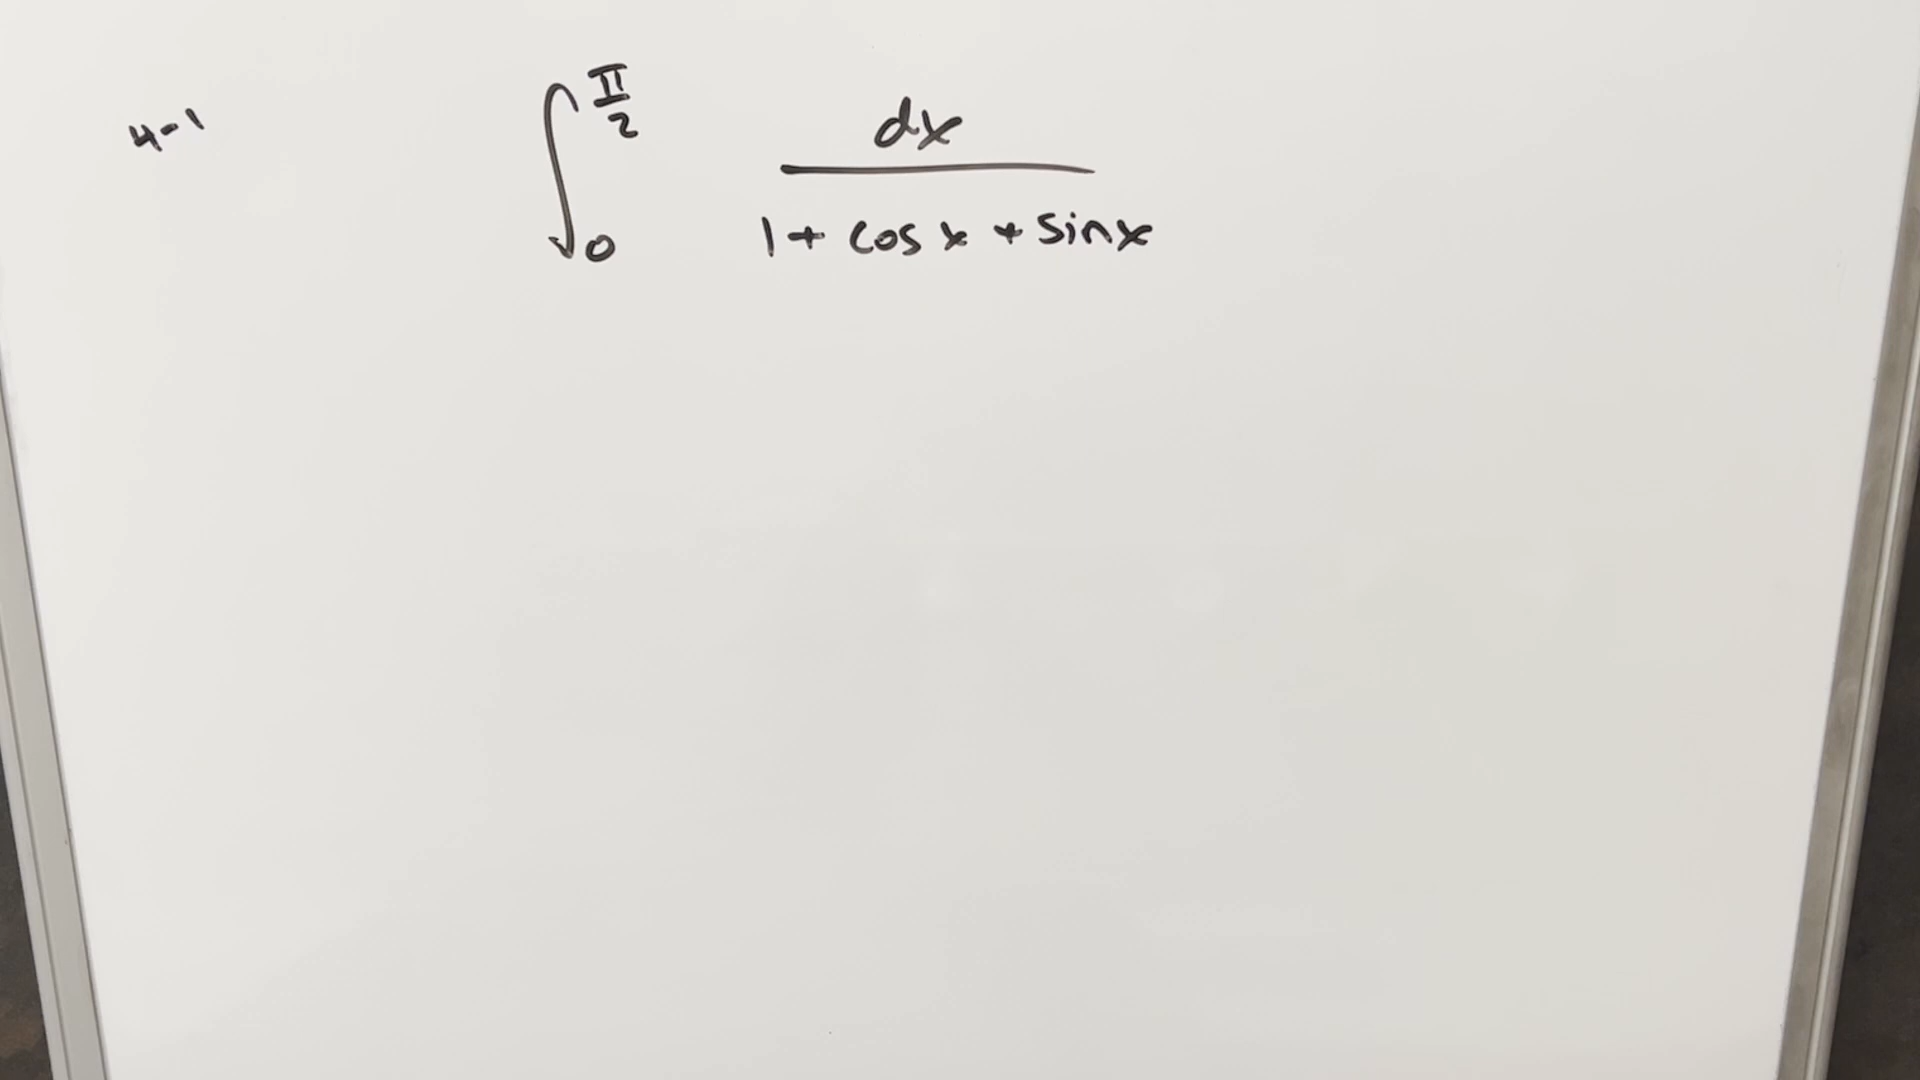 4-1
∫₀^(π/2) dx / (1 + cos x + sin x)